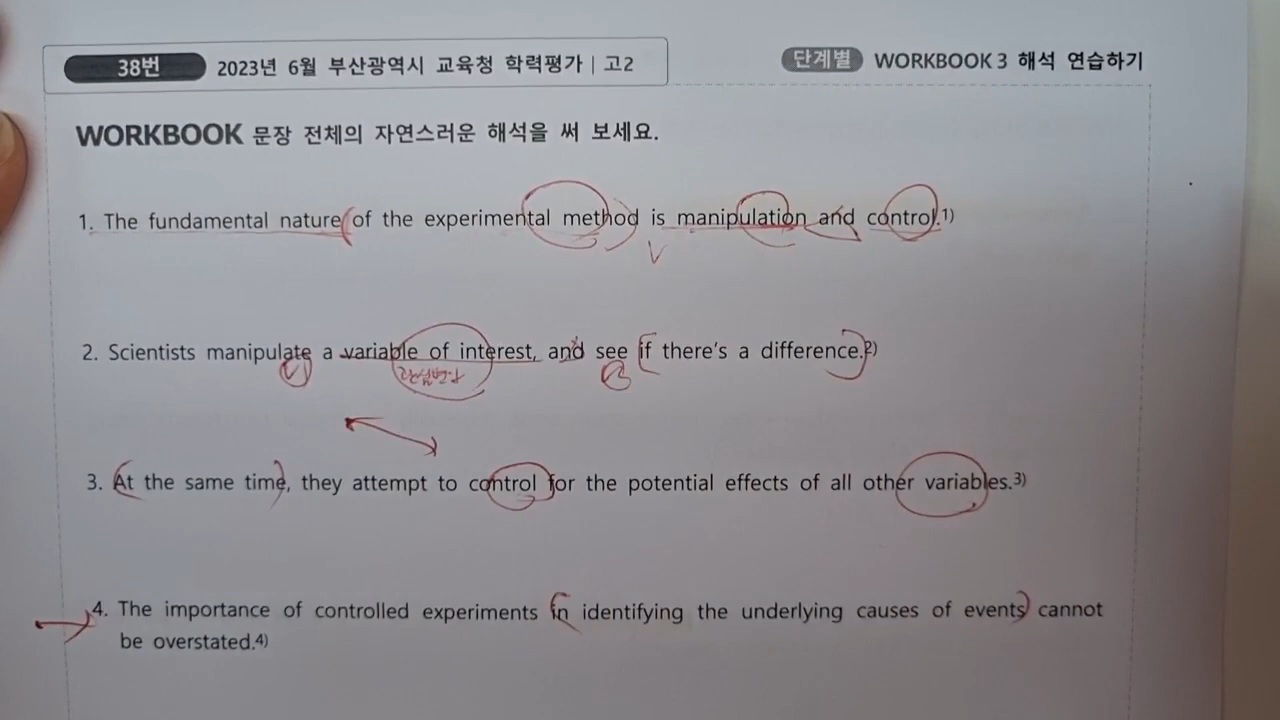 38번 2023년 6월 부산광역시 교육청 학력평가 | 고2
단계별 WORKBOOK 3 해석 연습하기
WORKBOOK 문장 전체의 자연스러운 해석을 써 보세요.
1. The fundamental nature of the experimental method is manipulation and control.1)
V
2. Scientists manipulate a variable of interest, and see if there's a difference.2)
관심변수
3. At the same time, they attempt to control for the potential effects of all other variables.3)
4. The importance of controlled experiments in identifying the underlying causes of events cannot
be overstated.4)